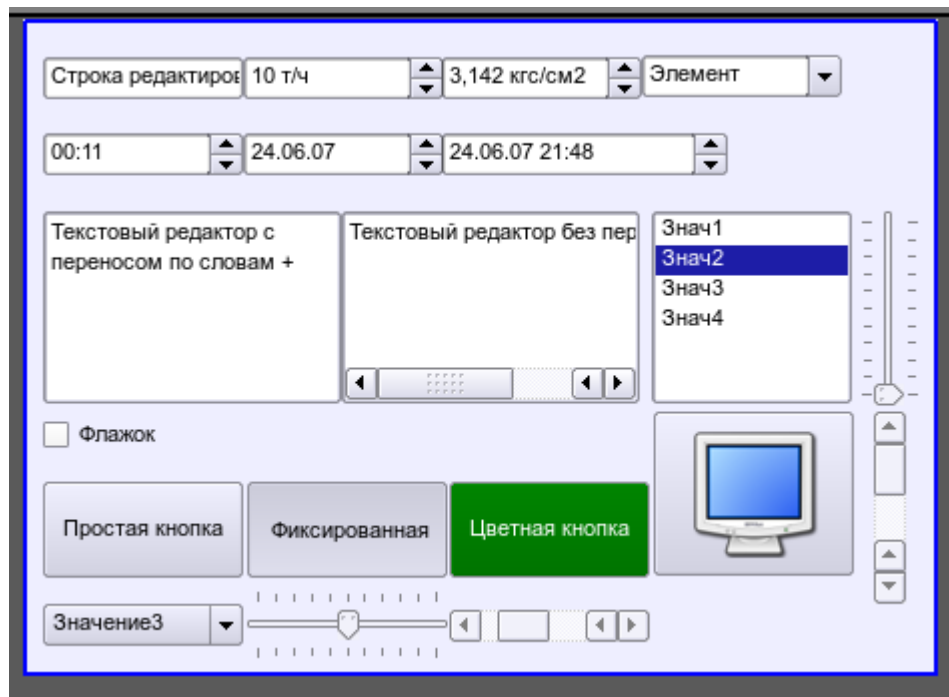 Строка редактиров
10 т/ч
3,142 кгс/см2
Элемент
00:11
24.06.07
24.06.07 21:48
Текстовый редактор с
переносом по словам +
Текстовый редактор без пер
Знач1
Знач2
Знач3
Знач4
Флажок
Простая кнопка
Фиксированная
Цветная кнопка
Значение3